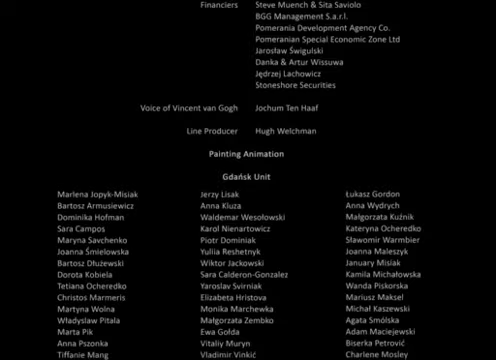 Financiers Steve Muench & Sita Saviolo
BGG Management S.a.r.l.
Pomerania Development Agency Co.
Pomeranian Special Economic Zone Ltd
Jarosław Świgulski
Danka & Artur Wissuwa
Jędrzej Lachowicz
Stoneshore Securities
Voice of Vincent van Gogh Jochum Ten Haaf
Line Producer Hugh Welchman
Painting Animation
Gdańsk Unit
Marlena Jopyk-Misiak Jerzy Lisak Łukasz Gordon
Bartosz Armusiewicz Anna Kluza Anna Wydrych
Dominika Hofman Waldemar Wesołowski Małgorzata Kuźnik
Sara Campos Karol Nienartowicz Kateryna Ocheredko
Maryna Savchenko Piotr Dominiak Sławomir Warmbier
Joanna Śmielowska Yuliia Reshetnyk Joanna Maleszyk
Bartosz Dłużewski Wiktor Jackowski January Misiak
Dorota Kobiela Sara Calderon-Gonzalez Kamila Michałowska
Tetiana Ocheredko Yaroslav Svirniak Wanda Piskorska
Christos Marmeris Elizabeta Hristova Mariusz Maksel
Martyna Wolna Monika Marchewka Michał Kaszewski
Władysław Pitala Małgorzata Zembko Agata Smólska
Marta Pik Ewa Gołda Adam Maciejewski
Anna Pszonka Vitaliy Muryn Biserka Petrović
Tiffanie Mang Vladimir Vinkić Charlene Mosley